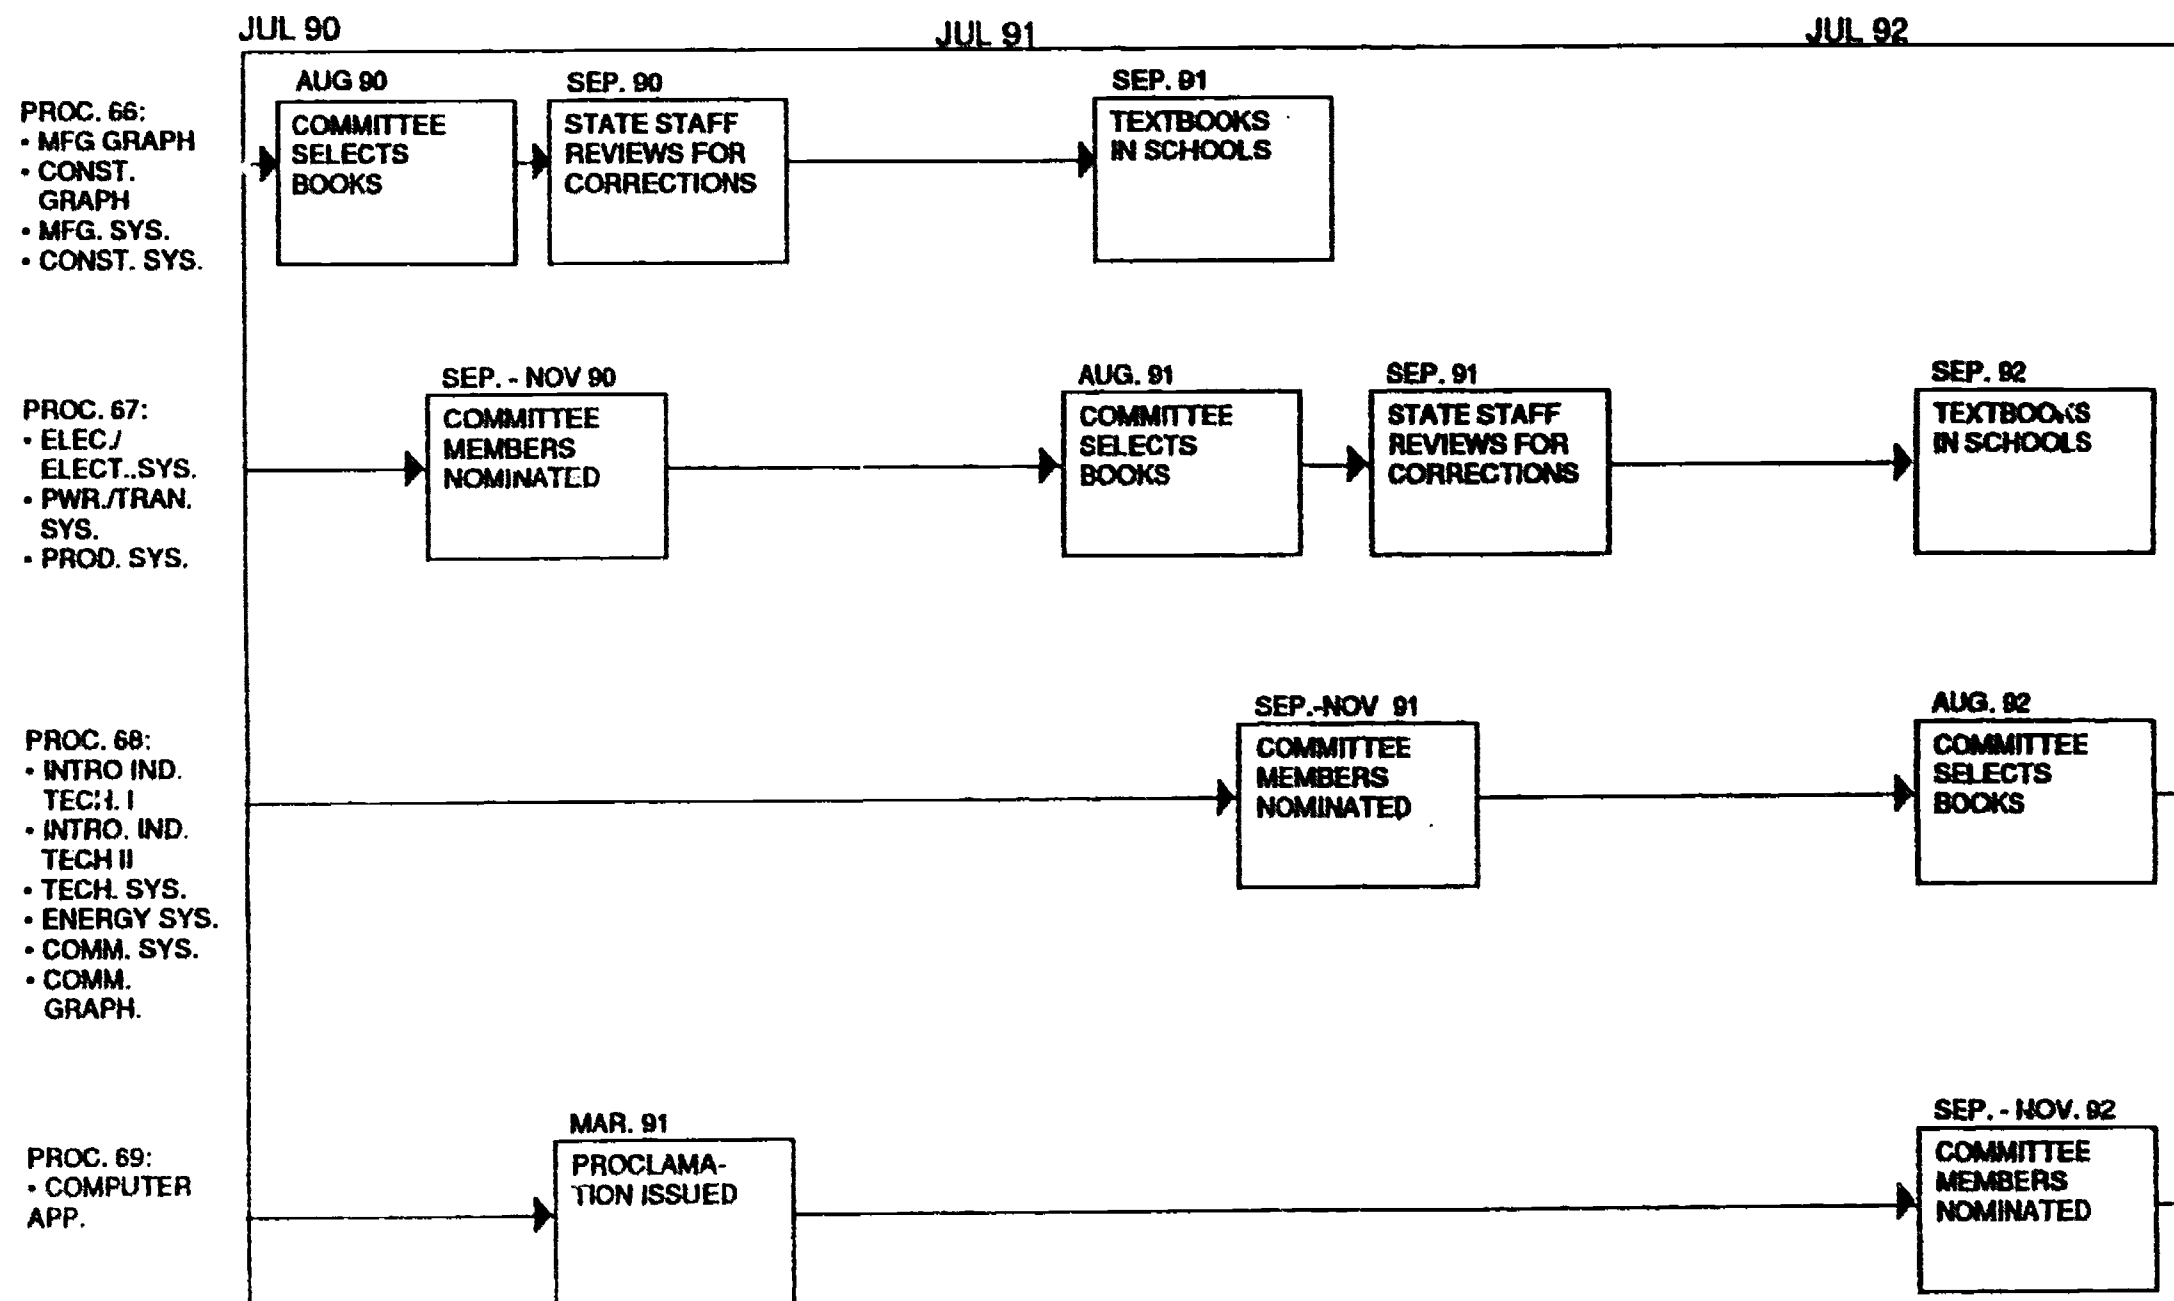 JUL 90
JUL 91
JUL 92
PROC. 66:
• MFG GRAPH
• CONST.
GRAPH
• MFG. SYS.
• CONST. SYS.
AUG 90
COMMITTEE
SELECTS
BOOKS
SEP. 90
STATE STAFF
REVIEWS FOR
CORRECTIONS
SEP. 91
TEXTBOOKS
IN SCHOOLS
PROC. 67:
• ELEC./
ELECT..SYS.
• PWR./TRAN.
SYS.
• PROD. SYS.
SEP. - NOV 90
COMMITTEE
MEMBERS
NOMINATED
AUG. 91
COMMITTEE
SELECTS
BOOKS
SEP. 91
STATE STAFF
REVIEWS FOR
CORRECTIONS
SEP. 92
TEXTBOOKS
IN SCHOOLS
PROC. 68:
• INTRO IND.
TECH. I
• INTRO. IND.
TECH II
• TECH. SYS.
• ENERGY SYS.
• COMM. SYS.
• COMM.
GRAPH.
SEP.-NOV 91
COMMITTEE
MEMBERS
NOMINATED
AUG. 92
COMMITTEE
SELECTS
BOOKS
PROC. 69:
• COMPUTER
APP.
MAR. 91
PROCLAMA-
TION ISSUED
SEP. - NOV. 92
COMMITTEE
MEMBERS
NOMINATED